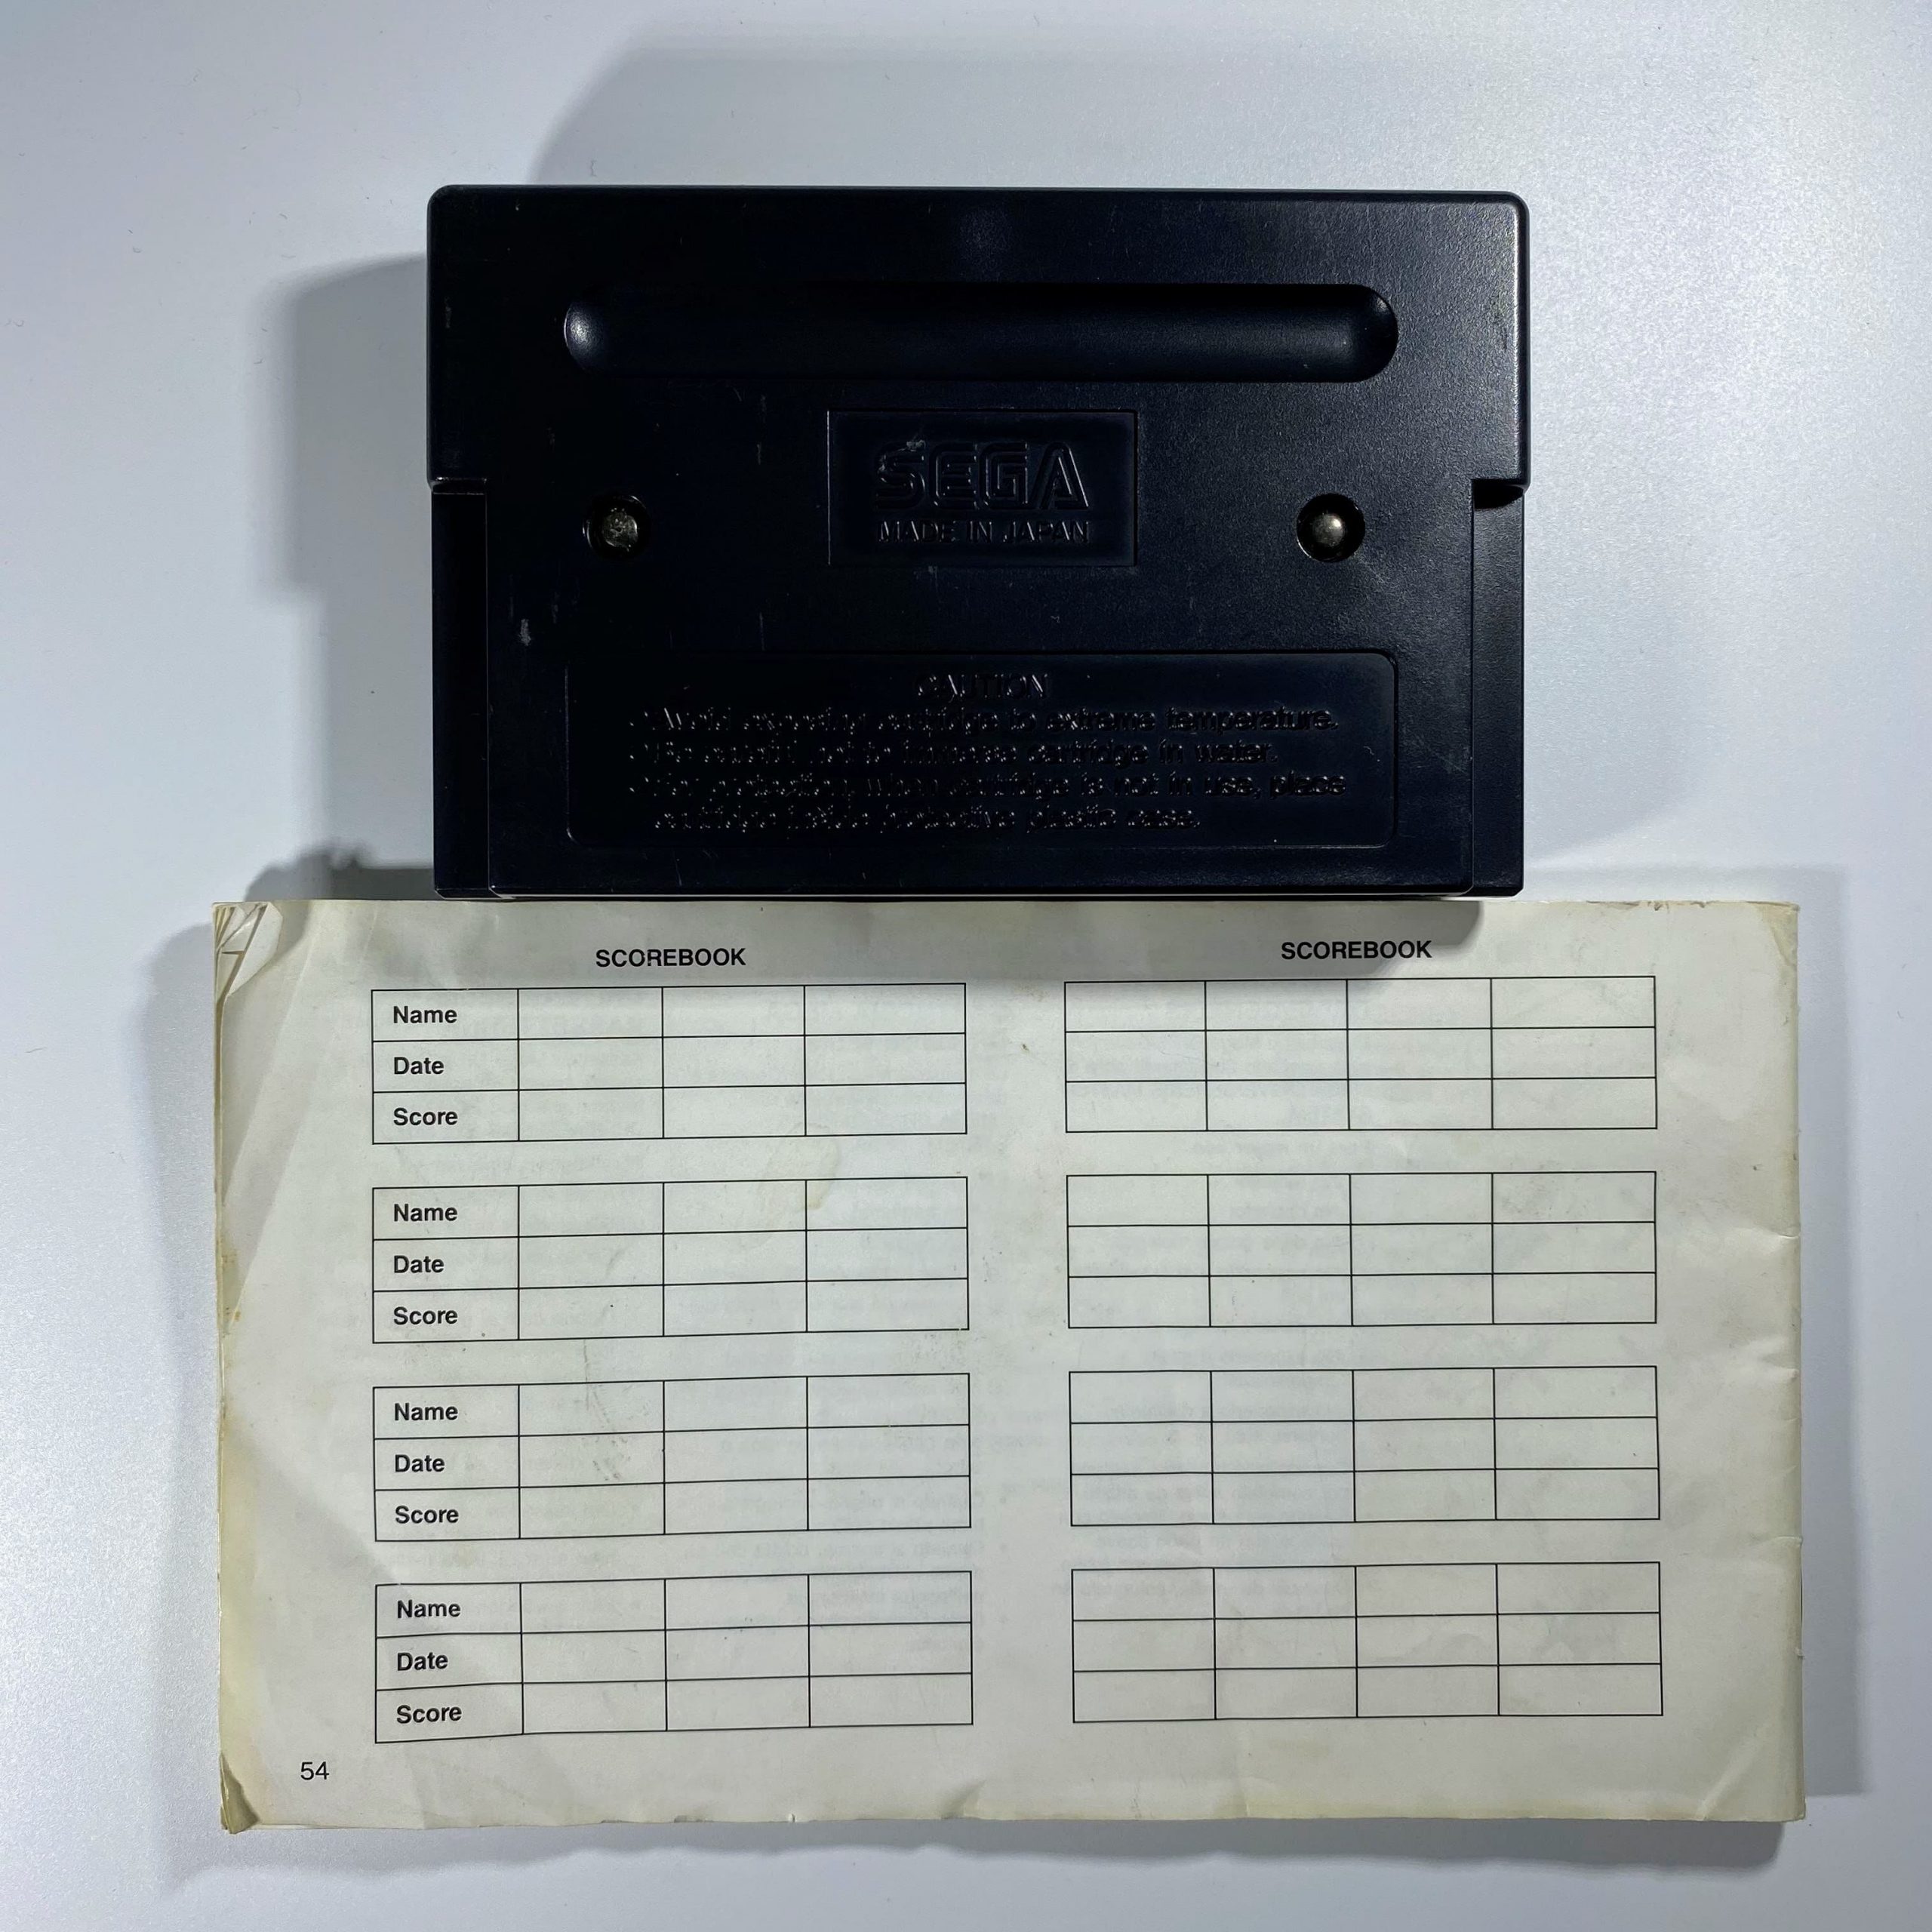 SEGA
MADE IN JAPAN
CAUTION
• Avoid exposing cartridge to extreme temperature.
• Be careful not to immerse cartridge in water.
• For protection, when cartridge is not in use, place
cartridge inside protective plastic case.
SCOREBOOK
Name
Date
Score
Name
Date
Score
Name
Date
Score
Name
Date
Score
54
SCOREBOOK